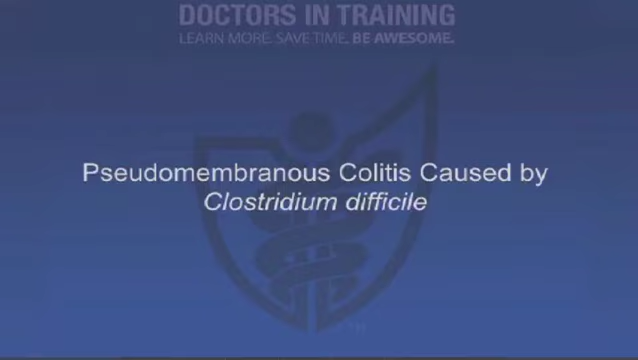 DOCTORS IN TRAINING
LEARN MORE. SAVE TIME. BE AWESOME.
Pseudomembranous Colitis Caused by
Clostridium difficile